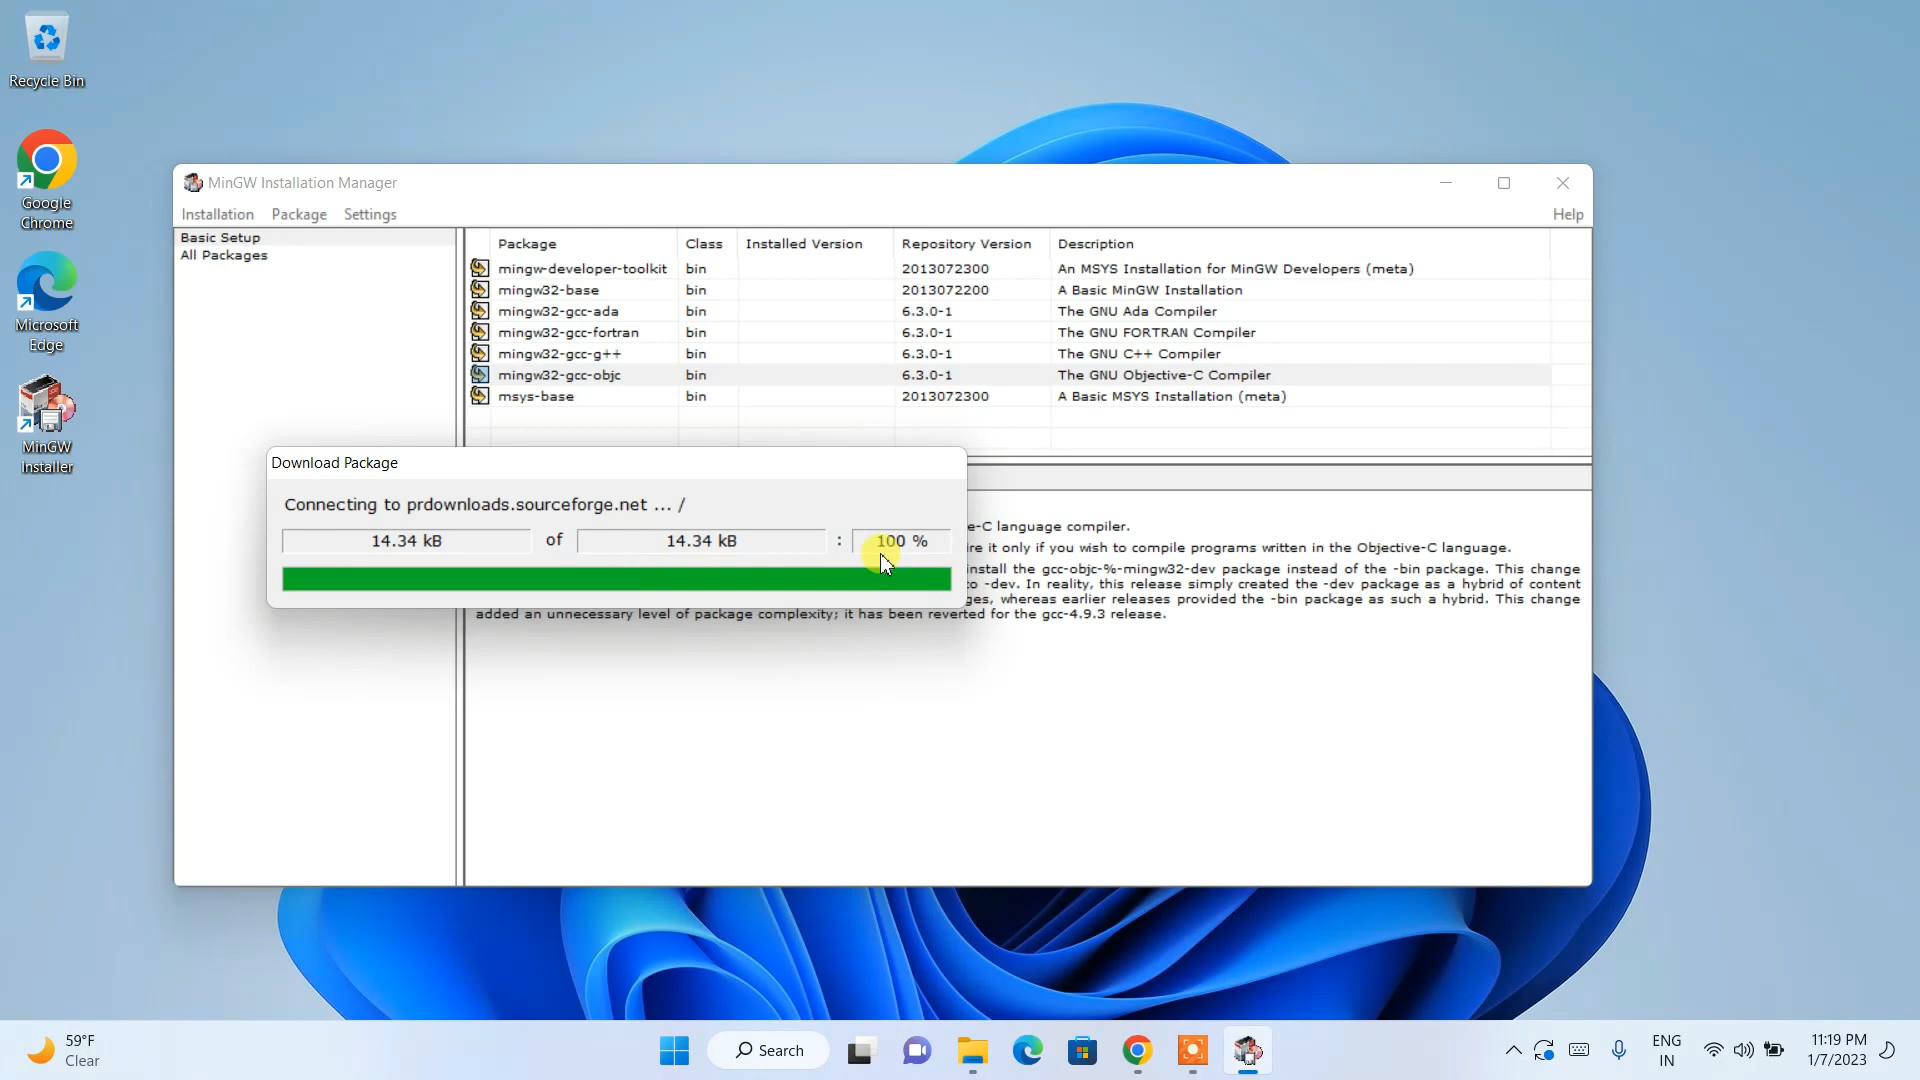 Recycle Bin
Google
Chrome
Microsoft
Edge
MinGW
Installer
MinGW Installation Manager
Installation Package Settings Help
Basic Setup
All Packages
Package Class Installed Version Repository Version Description
mingw-developer-toolkit bin 2013072300 An MSYS Installation for MinGW Developers (meta)
mingw32-base bin 2013072200 A Basic MinGW Installation
mingw32-gcc-ada bin 6.3.0-1 The GNU Ada Compiler
mingw32-gcc-fortran bin 6.3.0-1 The GNU FORTRAN Compiler
mingw32-gcc-g++ bin 6.3.0-1 The GNU C++ Compiler
mingw32-gcc-objc bin 6.3.0-1 The GNU Objective-C Compiler
msys-base bin 2013072300 A Basic MSYS Installation (meta)
Download Package
Connecting to prdownloads.sourceforge.net ... /
14.34 kB of 14.34 kB : 100 %
e-C language compiler.
re it only if you wish to compile programs written in the Objective-C language.
nstall the gcc-objc-%-mingw32-dev package instead of the -bin package. This change
o -dev. In reality, this release simply created the -dev package as a hybrid of content
ges, whereas earlier releases provided the -bin package as such a hybrid. This change
added an unnecessary level of package complexity; it has been reverted for the gcc-4.9.3 release.
59°F
Clear
Search
ENG
IN
11:19 PM
1/7/2023